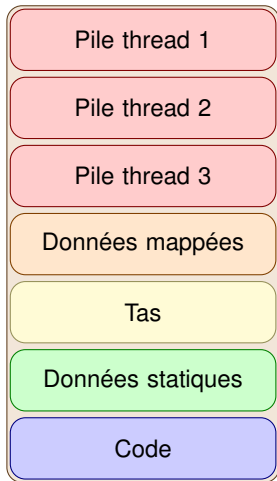 Pile thread 1
Pile thread 2
Pile thread 3
Données mappées
Tas
Données statiques
Code